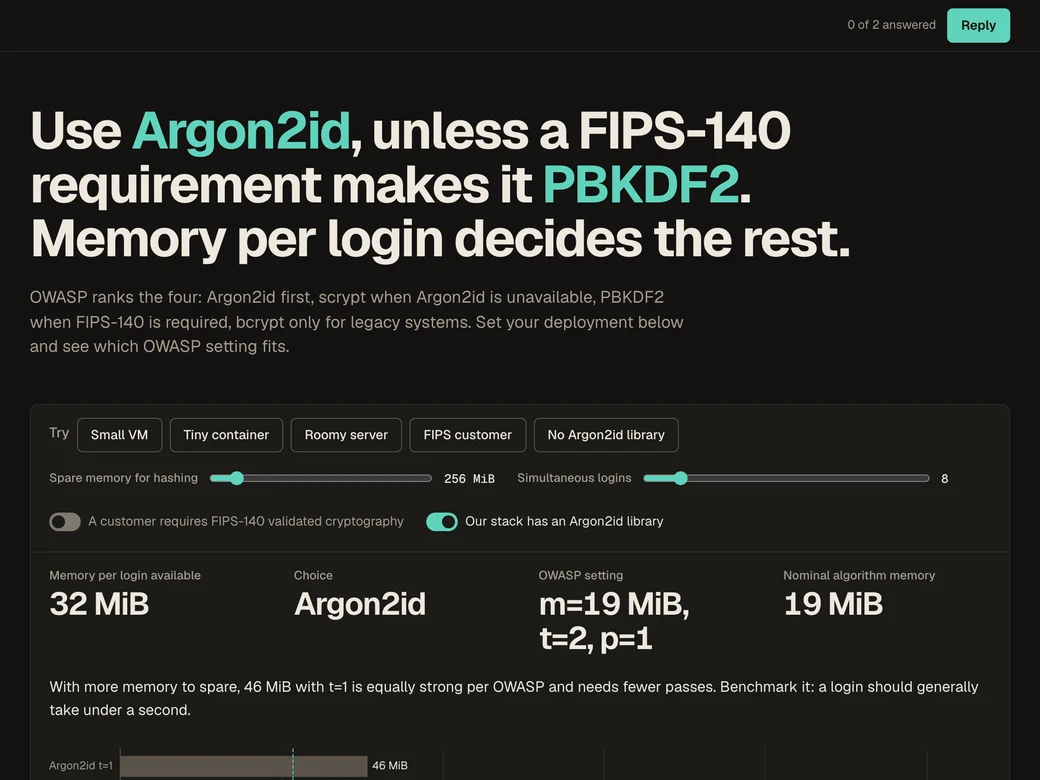 0 of 2 answered
Reply
Use Argon2id, unless a FIPS-140
requirement makes it PBKDF2.
Memory per login decides the rest.
OWASP ranks the four: Argon2id first, scrypt when Argon2id is unavailable, PBKDF2
when FIPS-140 is required, bcrypt only for legacy systems. Set your deployment below
and see which OWASP setting fits.
Try
Small VM
Tiny container
Roomy server
FIPS customer
No Argon2id library
Spare memory for hashing
256 MiB
Simultaneous logins
8
A customer requires FIPS-140 validated cryptography
Our stack has an Argon2id library
Memory per login available
32 MiB
Choice
Argon2id
OWASP setting
m=19 MiB,
t=2, p=1
Nominal algorithm memory
19 MiB
With more memory to spare, 46 MiB with t=1 is equally strong per OWASP and needs fewer passes. Benchmark it: a login should generally
take under a second.
Argon2id t=1
46 MiB